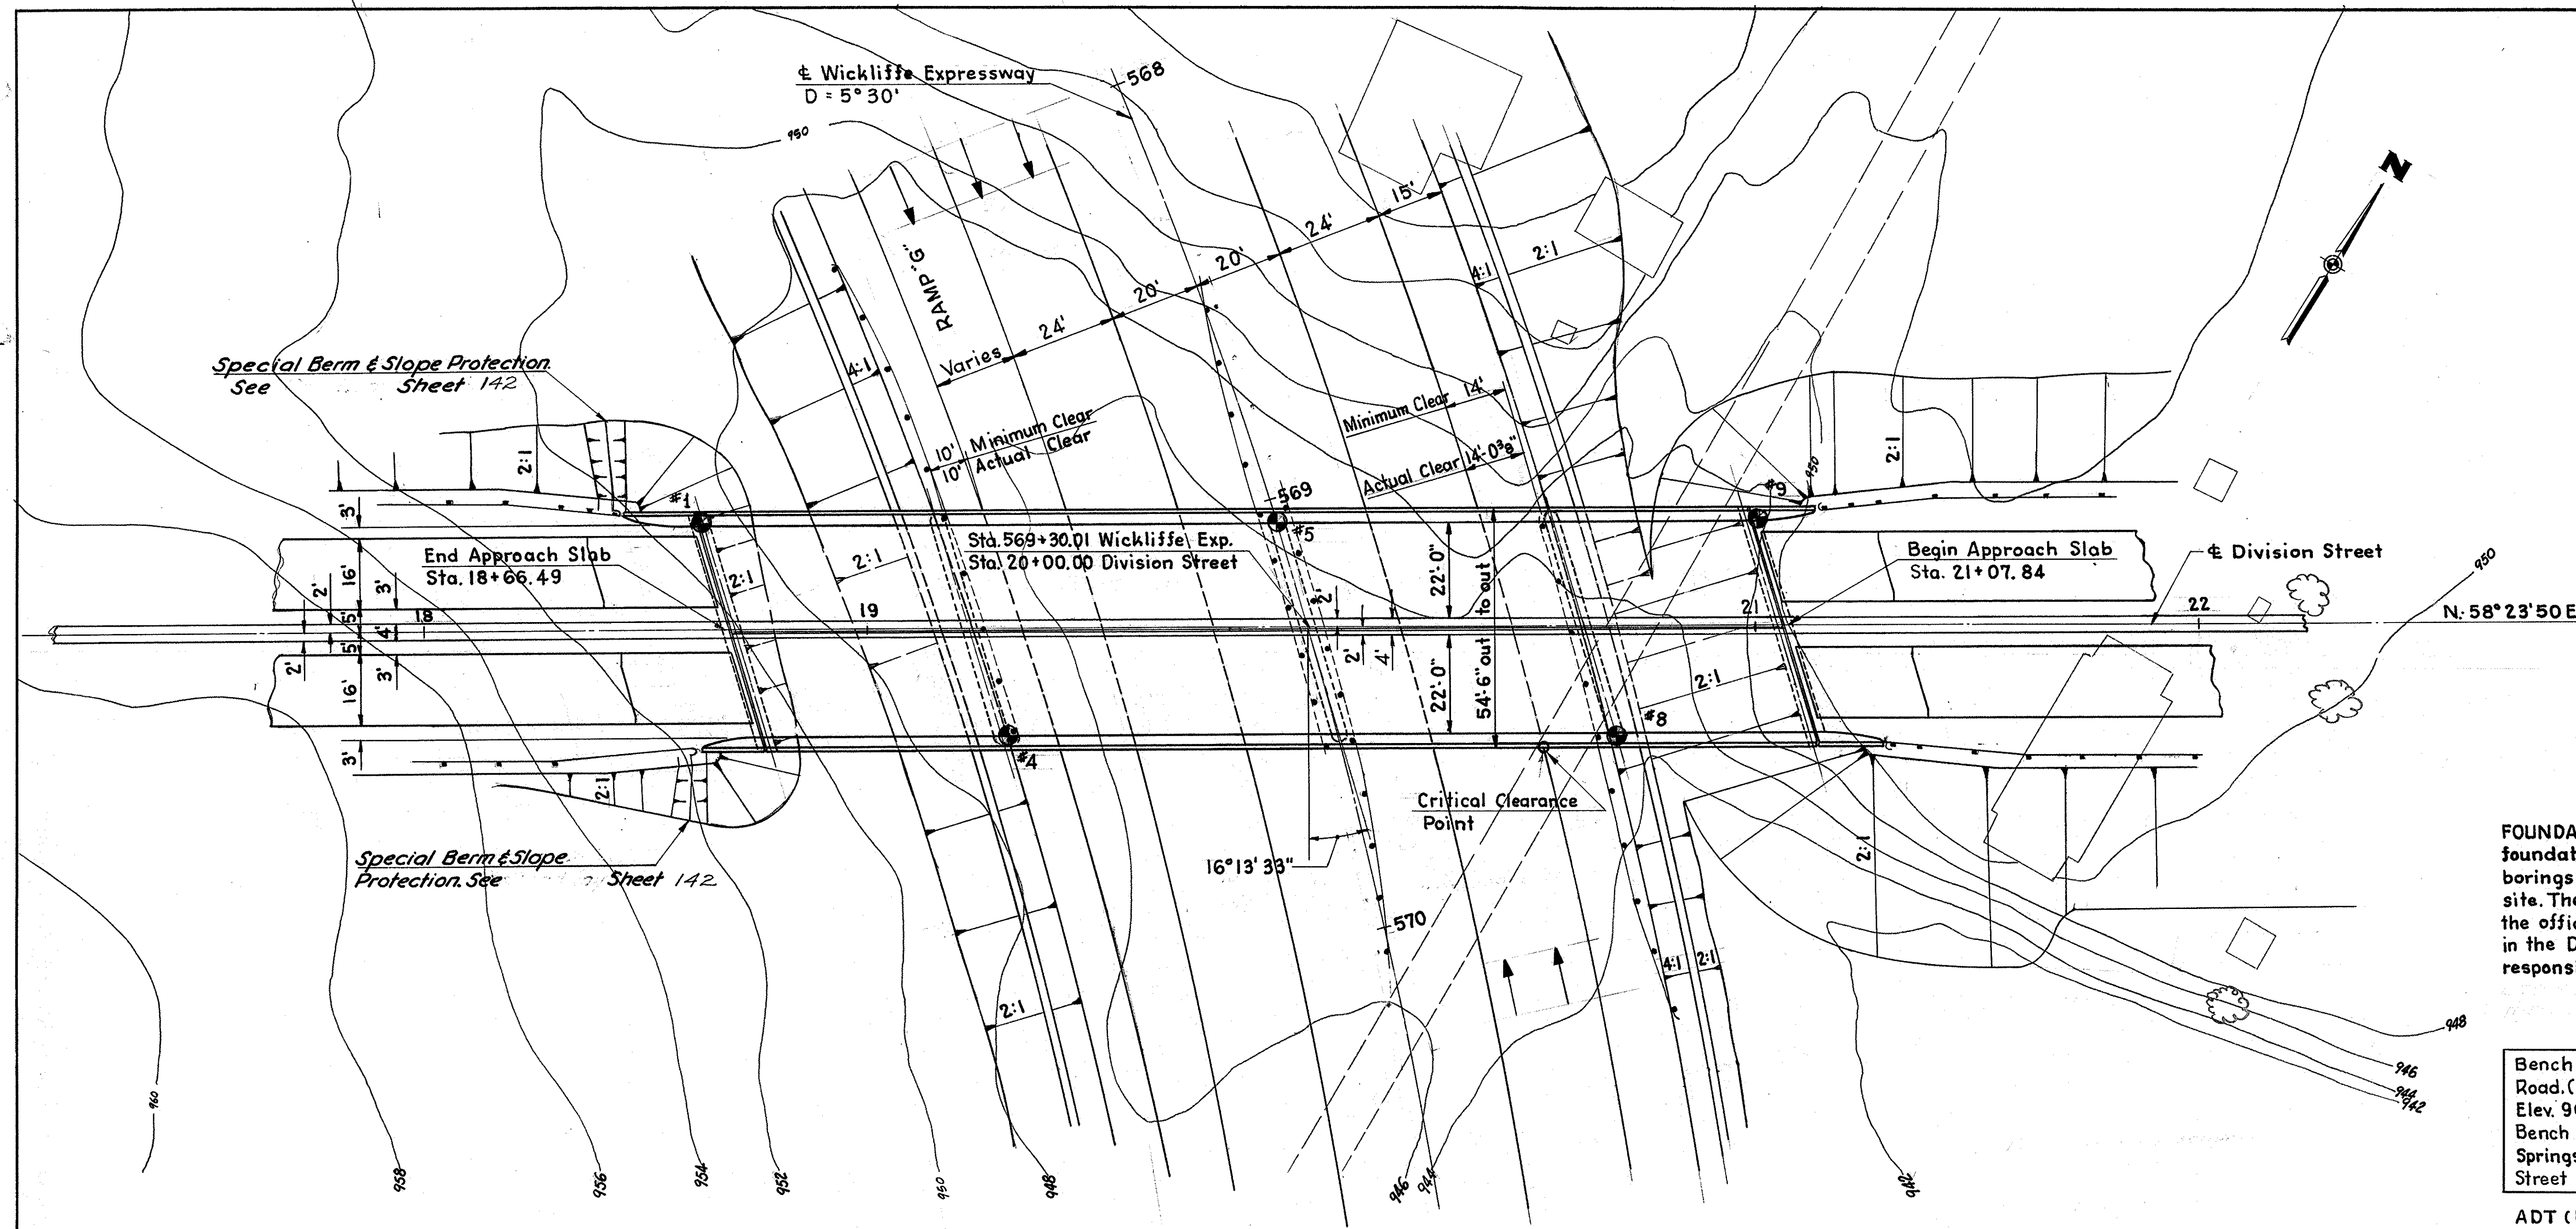 ℄ Wickliffe Expressway
D = 5°30'
568
950
N
15'
24'
20'
20'
24'
Varies
RAMP "G"
2:1
4:1
4:1
Special Berm & Slope Protection.
See Sheet 142
10' Minimum Clear
10' Actual Clear
Minimum Clear 14'
Actual Clear 14'-0⅜"
2:1
2:1
950
#1
569
#5
#9
3'
End Approach Slab
Sta. 18+66.49
Sta. 569+30.01 Wickliffe Exp.
Sta. 20+00.00 Division Street
22'-0"
54'-6" out to out
Begin Approach Slab
Sta. 21+07.84
℄ Division Street
950
2:1
2:1
16'
2'
3'
5'
18
4'
19
2'
21
22
N. 58°23'50 E
5'
2'
3'
2'
4'
16'
22'-0"
2:1
#8
3'
#4
2:1
Critical Clearance
Point
2:1
16°13'33"
Special Berm & Slope
Protection. See Sheet 142
570
4:1
2:1
2:1
FOUNDA
foundat
borings
site. The
the offic
in the D
respons
948
946
944
942
Bench
Road. (
Elev. 9
Bench
Springs
Street
ADT (
960
958
956
954
952
950
948
946
944
942